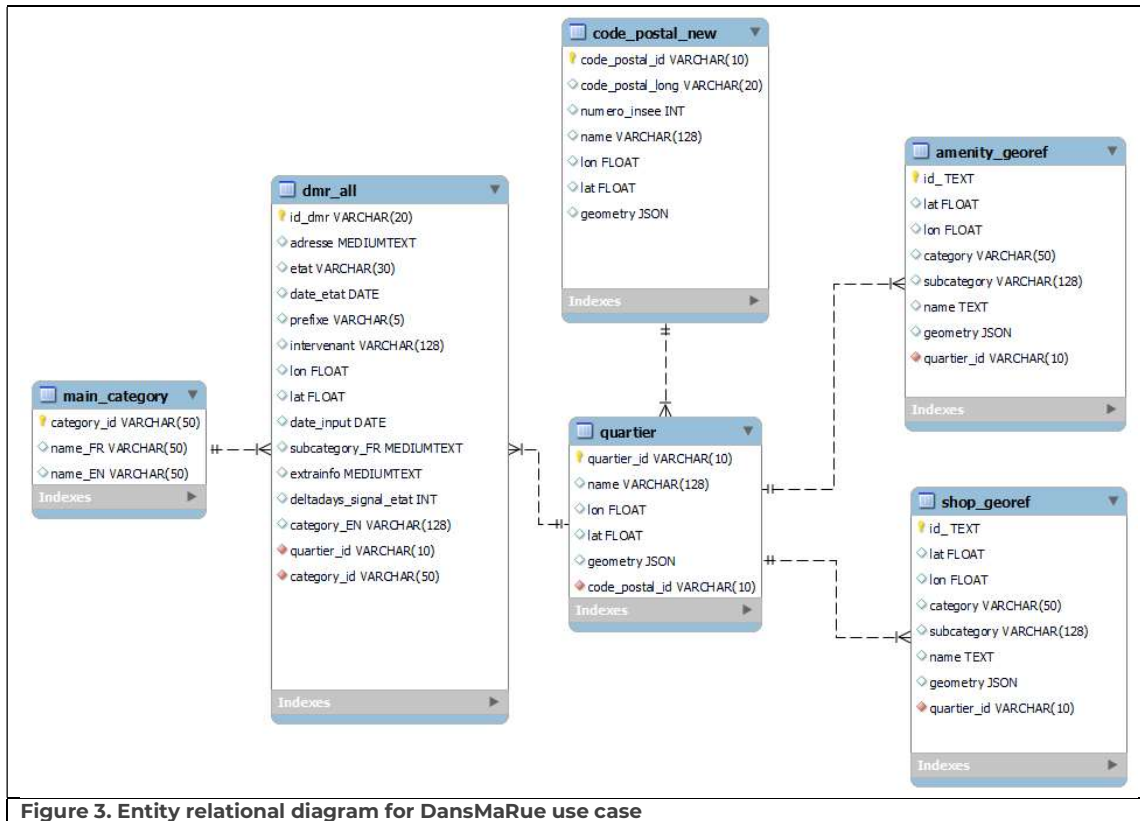 code_postal_new
code_postal_id VARCHAR(10)
code_postal_long VARCHAR(20)
numero_insee INT
name VARCHAR(128)
lon FLOAT
lat FLOAT
geometry JSON
Indexes
amenity_georef
id_ TEXT
lat FLOAT
lon FLOAT
category VARCHAR(50)
subcategory VARCHAR(128)
name TEXT
geometry JSON
quartier_id VARCHAR(10)
Indexes
dmr_all
id_dmr VARCHAR(20)
adresse MEDIUMTEXT
etat VARCHAR(30)
date_etat DATE
prefixe VARCHAR(5)
intervenant VARCHAR(128)
lon FLOAT
lat FLOAT
date_input DATE
subcategory_FR MEDIUMTEXT
extrainfo MEDIUMTEXT
deltadays_signal_etat INT
category_EN VARCHAR(128)
quartier_id VARCHAR(10)
category_id VARCHAR(50)
Indexes
main_category
category_id VARCHAR(50)
name_FR VARCHAR(50)
name_EN VARCHAR(50)
Indexes
quartier
quartier_id VARCHAR(10)
name VARCHAR(128)
lon FLOAT
lat FLOAT
geometry JSON
code_postal_id VARCHAR(10)
Indexes
shop_georef
id_ TEXT
lat FLOAT
lon FLOAT
category VARCHAR(50)
subcategory VARCHAR(128)
name TEXT
geometry JSON
quartier_id VARCHAR(10)
Indexes
Figure 3. Entity relational diagram for DansMaRue use case